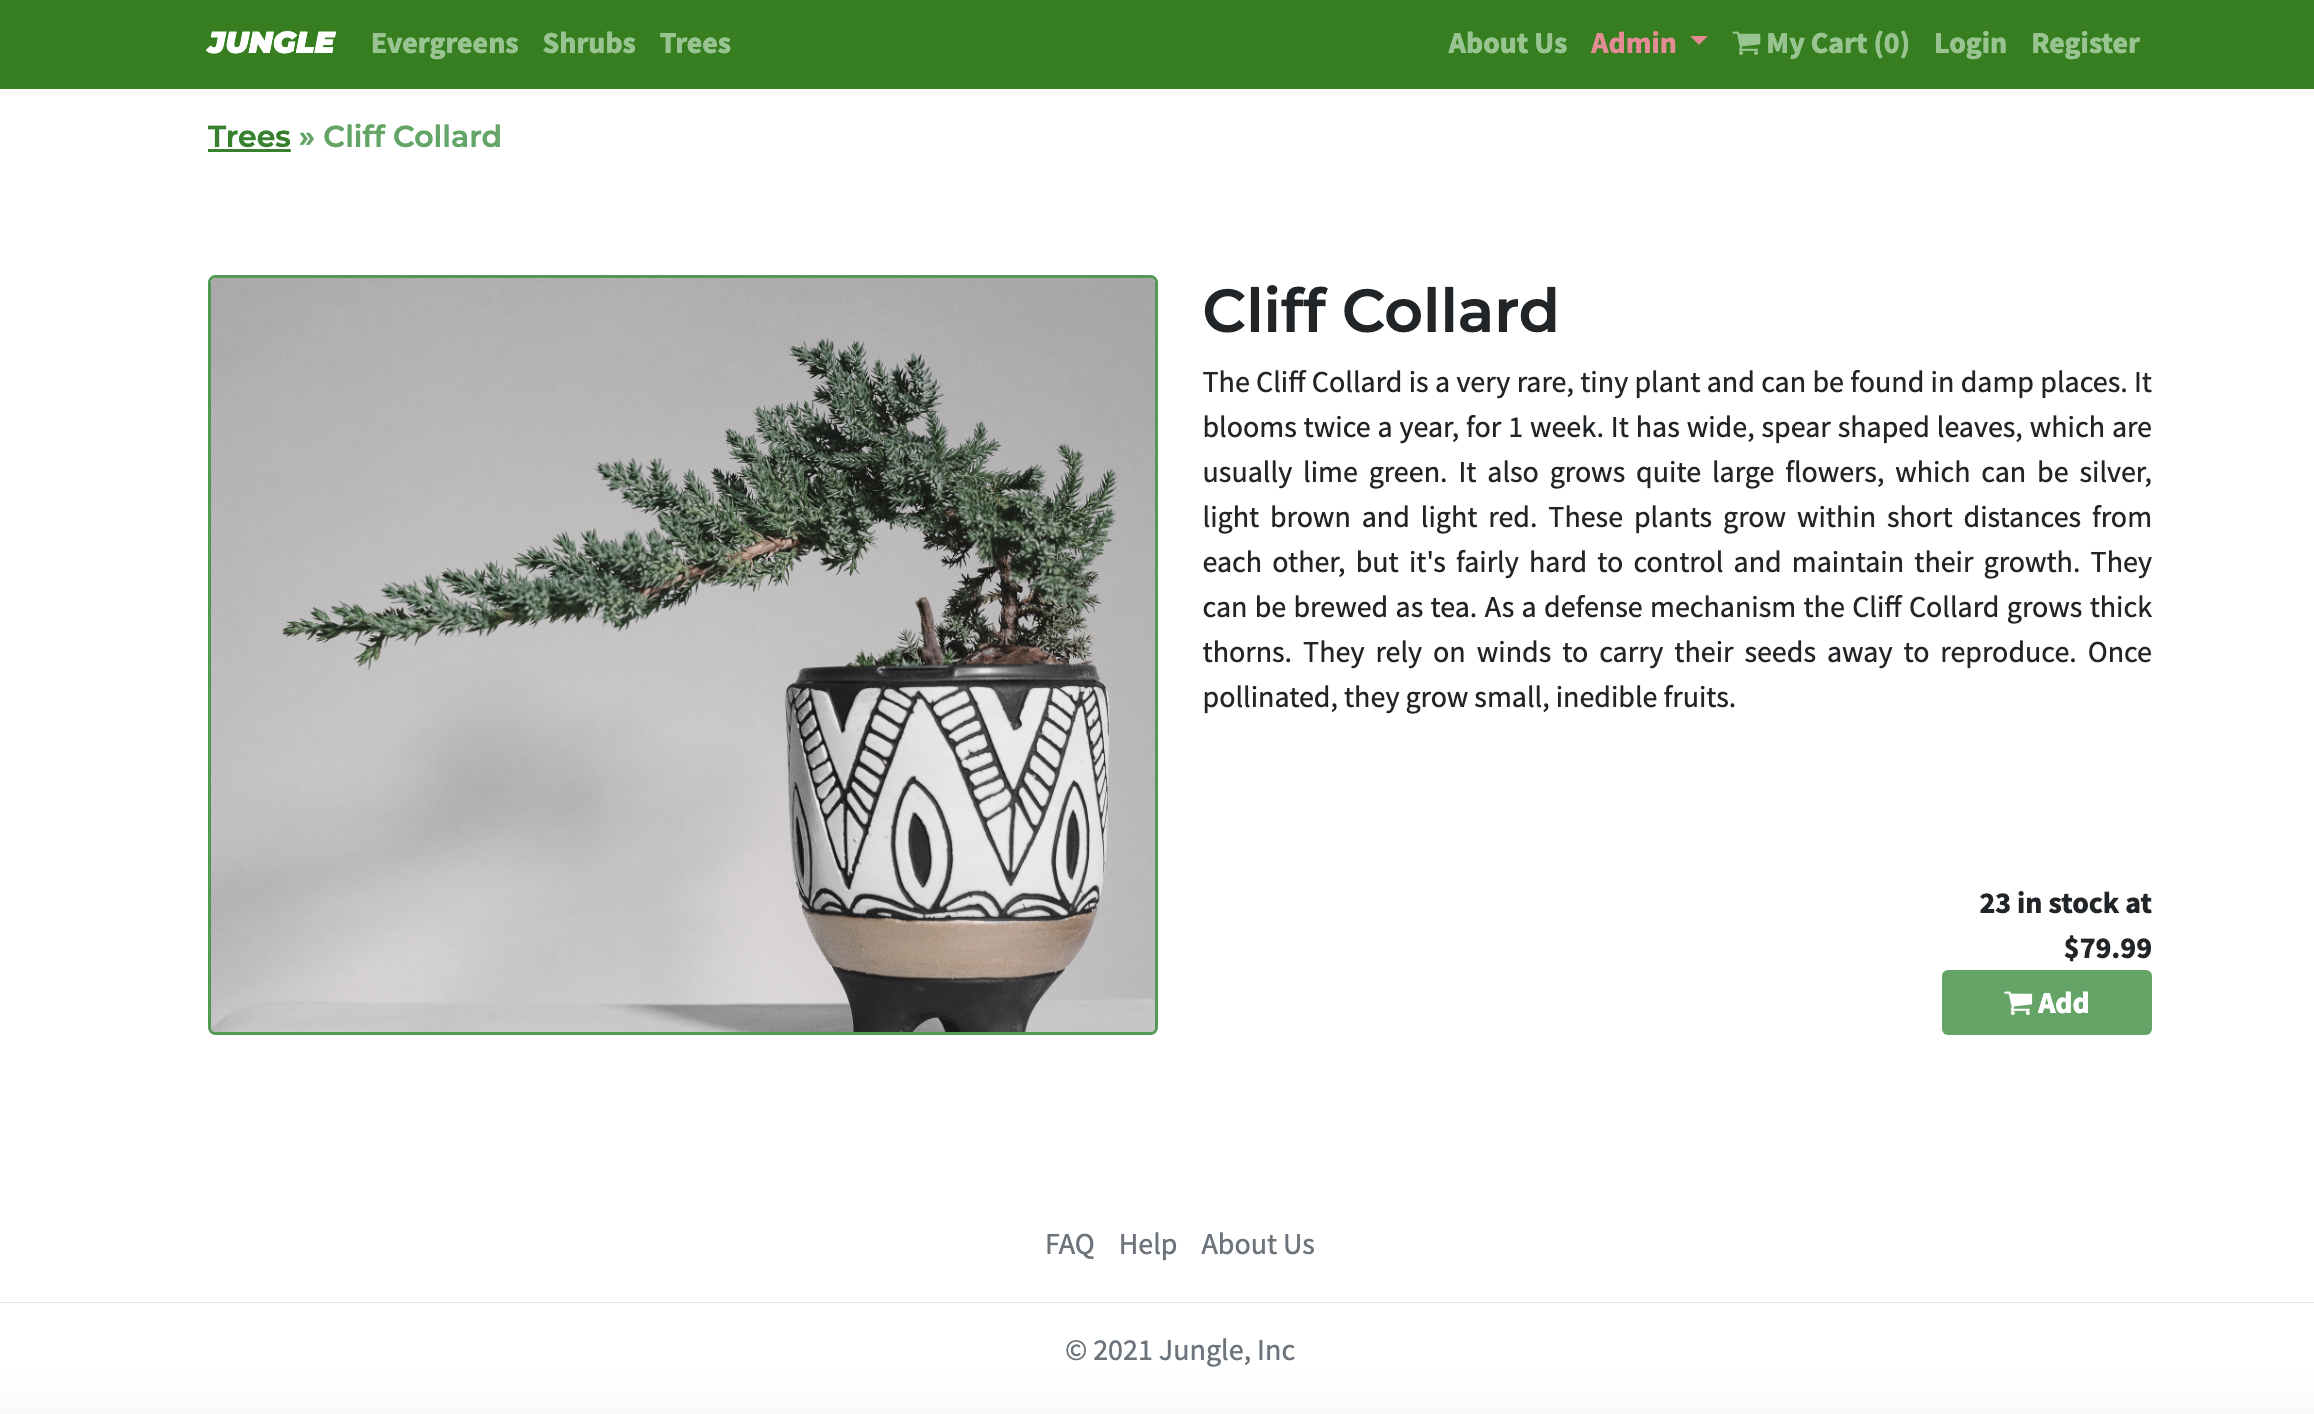 JUNGLE Evergreens Shrubs Trees About Us Admin My Cart (0) Login Register
Trees » Cliff Collard
Cliff Collard
The Cliff Collard is a very rare, tiny plant and can be found in damp places. It
blooms twice a year, for 1 week. It has wide, spear shaped leaves, which are
usually lime green. It also grows quite large flowers, which can be silver,
light brown and light red. These plants grow within short distances from
each other, but it's fairly hard to control and maintain their growth. They
can be brewed as tea. As a defense mechanism the Cliff Collard grows thick
thorns. They rely on winds to carry their seeds away to reproduce. Once
pollinated, they grow small, inedible fruits.
23 in stock at
$79.99
Add
FAQ Help About Us
© 2021 Jungle, Inc